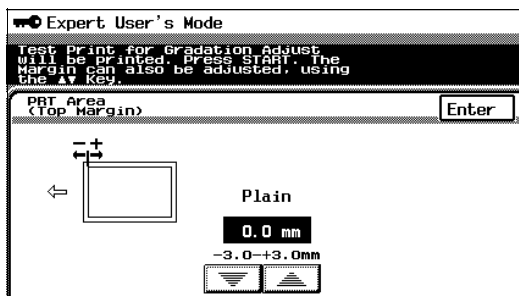 Expert User's Mode
Test Print for Gradation Adjust
will be printed. Press START. The
Margin can also be adjusted, using
the ▲▼ Key.
PRT Area
(Top Margin)
Enter
- +
Plain
0.0 mm
-3.0-+3.0mm